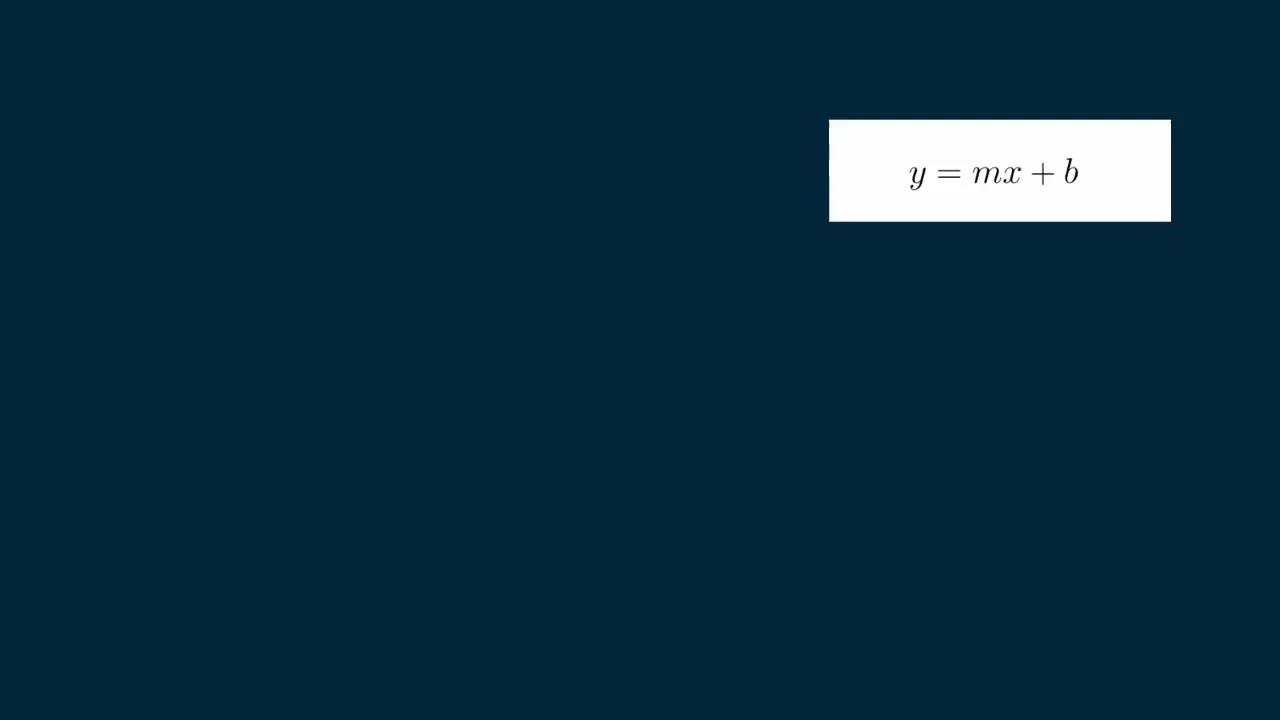 y = mx + b